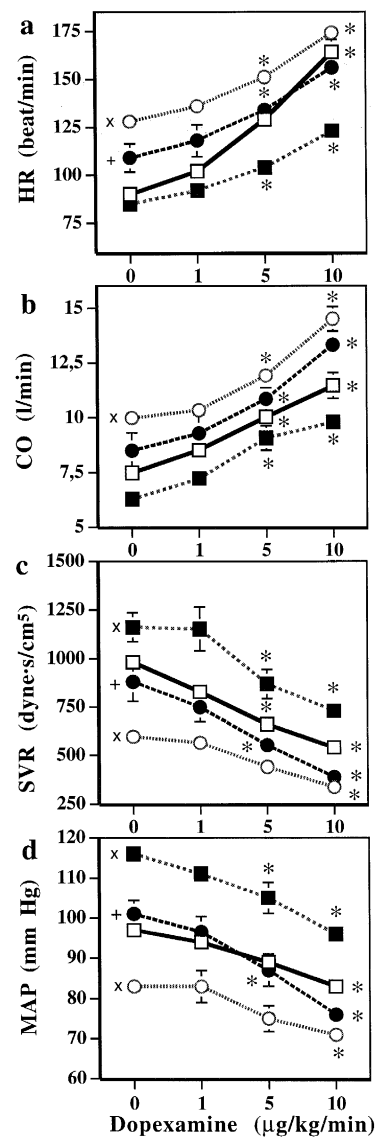 a
HR (beat/min)
175
150
125
100
75
x
+
*
*
*
*
*
*
*
0 1 5 10
b
CO (l/min)
15
12,5
10
7,5
5
x
*
*
*
*
*
*
*
*
0 1 5 10
c
SVR (dyne·s/cm⁵)
1500
1250
1000
750
500
250
x
+
x
*
*
*
*
*
*
*
0 1 5 10
d
MAP (mm Hg)
120
110
100
90
80
70
60
x
+
x
*
*
*
*
*
*
0 1 5 10
Dopexamine (µg/kg/min)